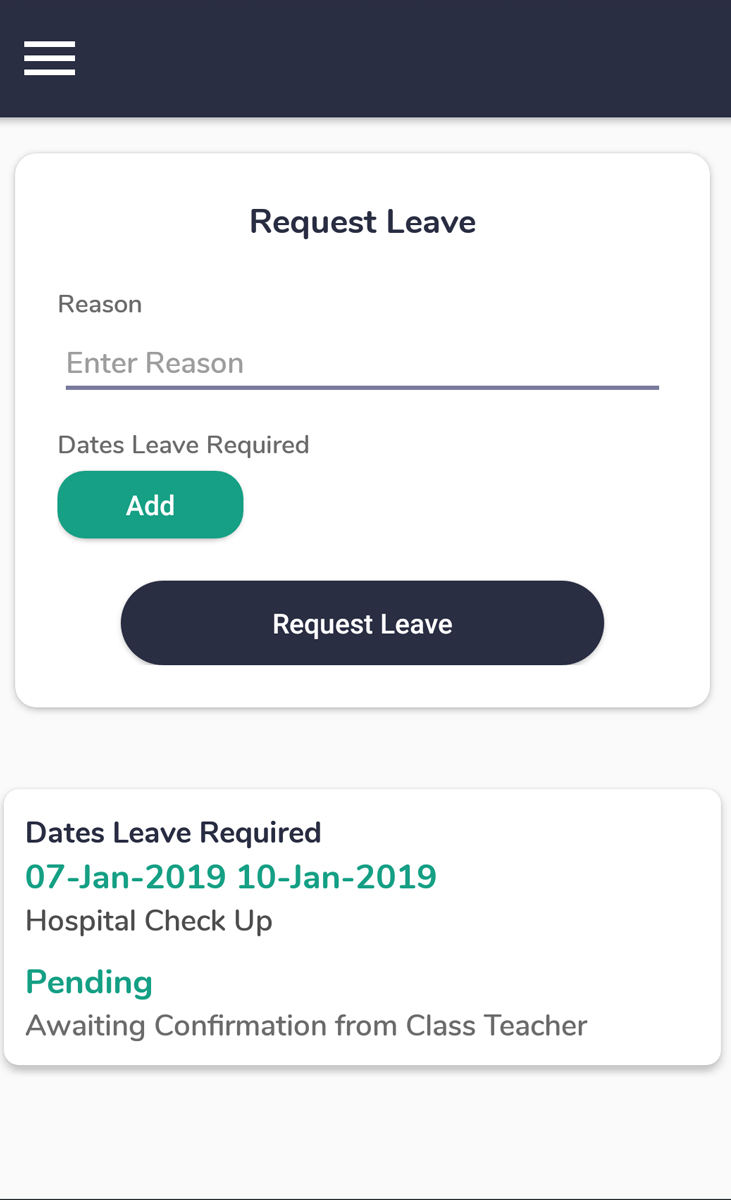 Request Leave
Reason
Enter Reason
Dates Leave Required
Add
Request Leave
Dates Leave Required
07-Jan-2019 10-Jan-2019
Hospital Check Up
Pending
Awaiting Confirmation from Class Teacher